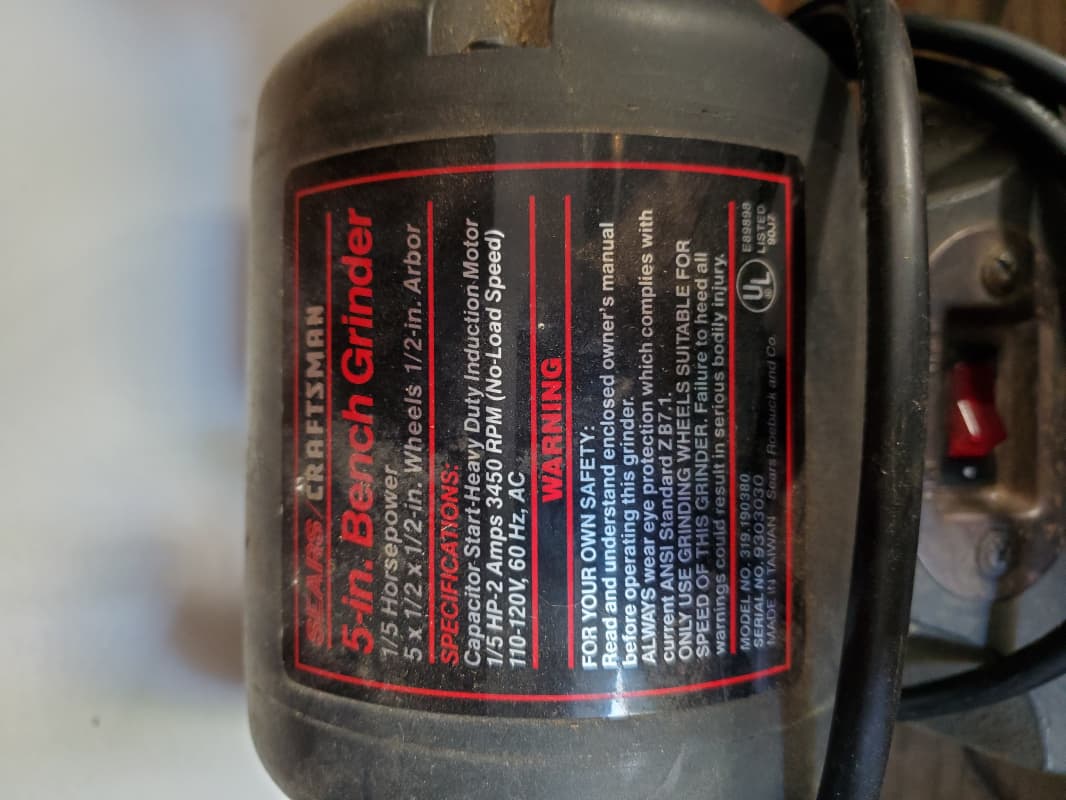 SEARS/CRAFTSMAN
5-in. Bench Grinder
1/5 Horsepower
5 x 1/2 x 1/2-in. Wheels 1/2-in. Arbor
SPECIFICATIONS:
Capacitor-Start-Heavy Duty Induction Motor
1/5 HP-2 Amps 3450 RPM (No-Load Speed)
110-120V, 60 Hz, AC
WARNING
FOR YOUR OWN SAFETY:
Read and understand enclosed owner's manual
before operating this grinder.
ALWAYS wear eye protection which complies with
current ANSI Standard Z B7.1.
ONLY USE GRINDING WHEELS SUITABLE FOR
SPEED OF THIS GRINDER. Failure to heed all
warnings could result in serious bodily injury.
MODEL NO. 319.190380
SERIAL NO. 9303030
MADE IN TAIWAN Sears Roebuck and Co.
UL
®
E89898
LISTED
90JZ